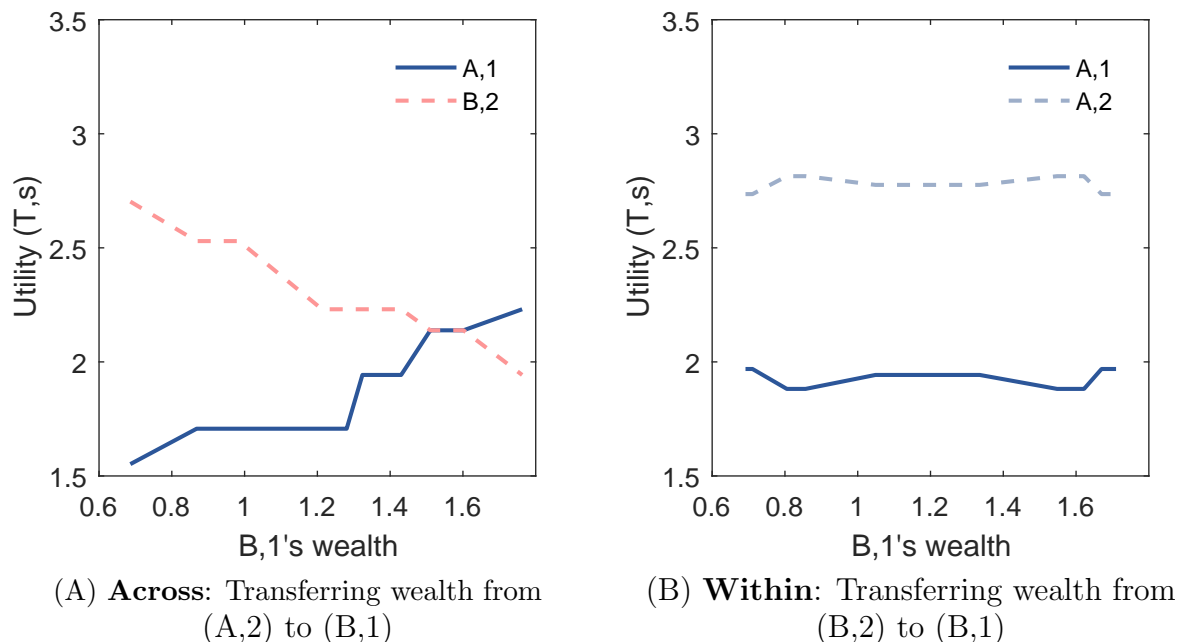 3.5
3
2.5
2
1.5
Utility (T,s)
A,1
B,2
0.6 0.8 1 1.2 1.4 1.6
B,1's wealth
(A) Across: Transferring wealth from
(A,2) to (B,1)
3.5
3
2.5
2
1.5
Utility (T,s)
A,1
A,2
0.6 0.8 1 1.2 1.4 1.6
B,1's wealth
(B) Within: Transferring wealth from
(B,2) to (B,1)